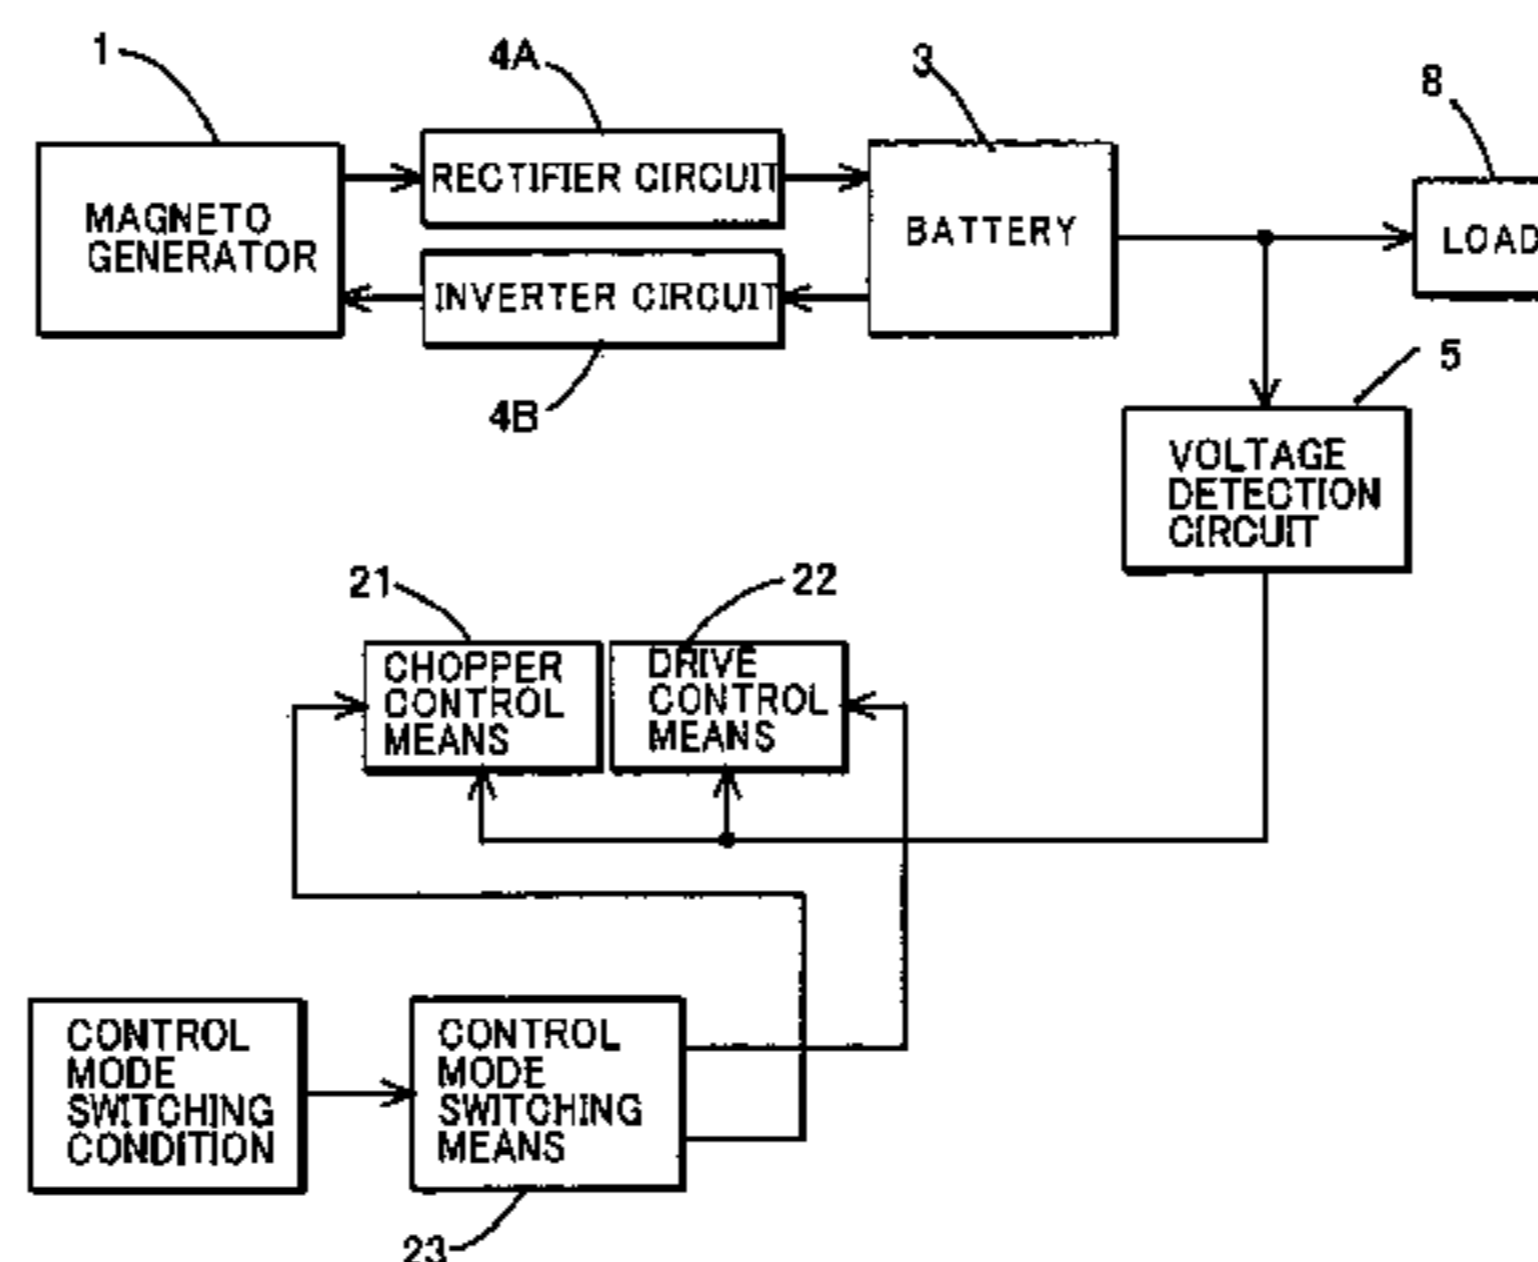 1
4A
3
8
RECTIFIER CIRCUIT
MAGNETO
GENERATOR
BATTERY
LOAD
INVERTER CIRCUIT
4B
5
VOLTAGE
DETECTION
CIRCUIT
21
22
CHOPPER
CONTROL
MEANS
DRIVE
CONTROL
MEANS
CONTROL
MODE
SWITCHING
CONDITION
CONTROL
MODE
SWITCHING
MEANS
23